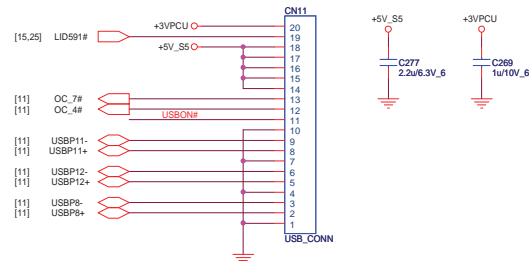 CN11
+3VPCU 20
[15,25] LID591# 19
+5V_S5 18
17
16
15
14
[11] OC_7# 13
[11] OC_4# 12
USBON# 11
10
[11] USBP11- 9
[11] USBP11+ 8
7
[11] USBP12- 6
[11] USBP12+ 5
4
[11] USBP8- 3
[11] USBP8+ 2
1
USB_CONN
+5V_S5
C277
2.2u/6.3V_6
+3VPCU
C269
1u/10V_6